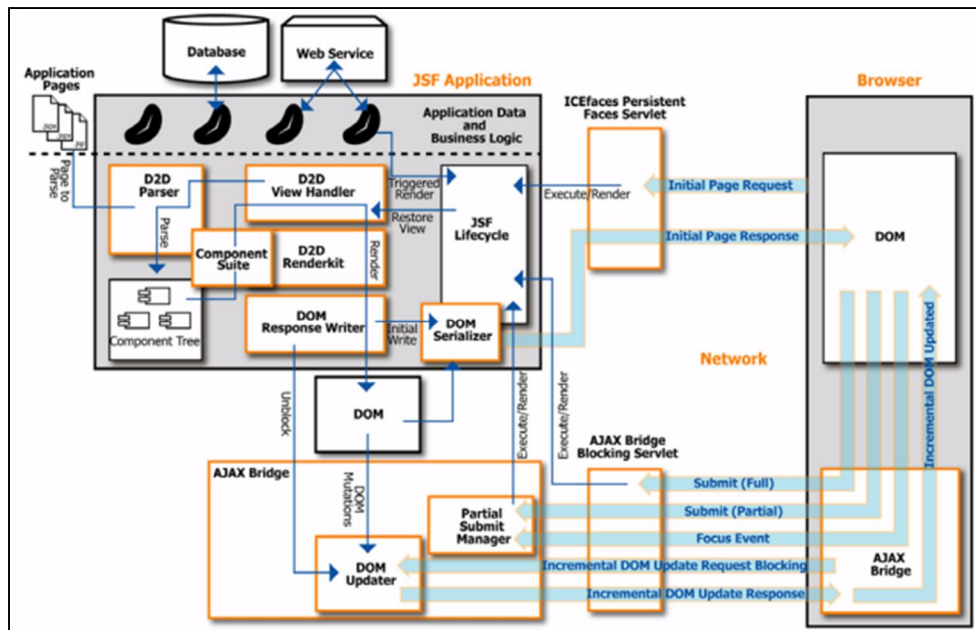 Database
Web Service
Application
Pages
JSF Application
Browser
Application Data
and
Business Logic
ICEfaces Persistent
Faces Servlet
Page to
Parse
D2D
Parser
D2D
View Handler
Triggered
Render
Execute/Render
Initial Page Request
Restore
View
JSF
Lifecycle
Initial Page Response
DOM
Parse
Component
Suite
D2D
Renderkit
Render
Component Tree
DOM
Response Writer
Initial
Write
DOM
Serializer
Network
Incremental DOM Updated
Unblock
DOM
Execute/Render
Execute/Render
AJAX Bridge
Blocking Servlet
AJAX Bridge
DOM
Mutations
Submit (Full)
Partial
Submit
Manager
Submit (Partial)
Focus Event
AJAX
Bridge
DOM
Updater
Incremental DOM Update Request Blocking
Incremental DOM Update Response